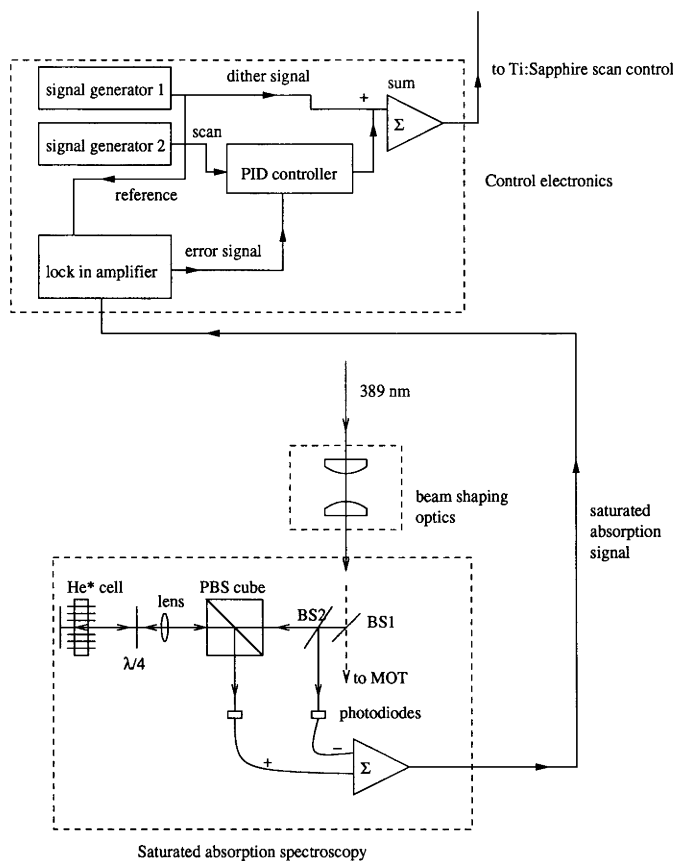 to Ti:Sapphire scan control
signal generator 1
dither signal
+
sum
Σ
signal generator 2
scan
PID controller
Control electronics
reference
lock in amplifier
error signal
389 nm
beam shaping
optics
saturated
absorption
signal
He* cell
lens
PBS cube
BS2
BS1
λ/4
to MOT
photodiodes
−
+
Σ
Saturated absorption spectroscopy